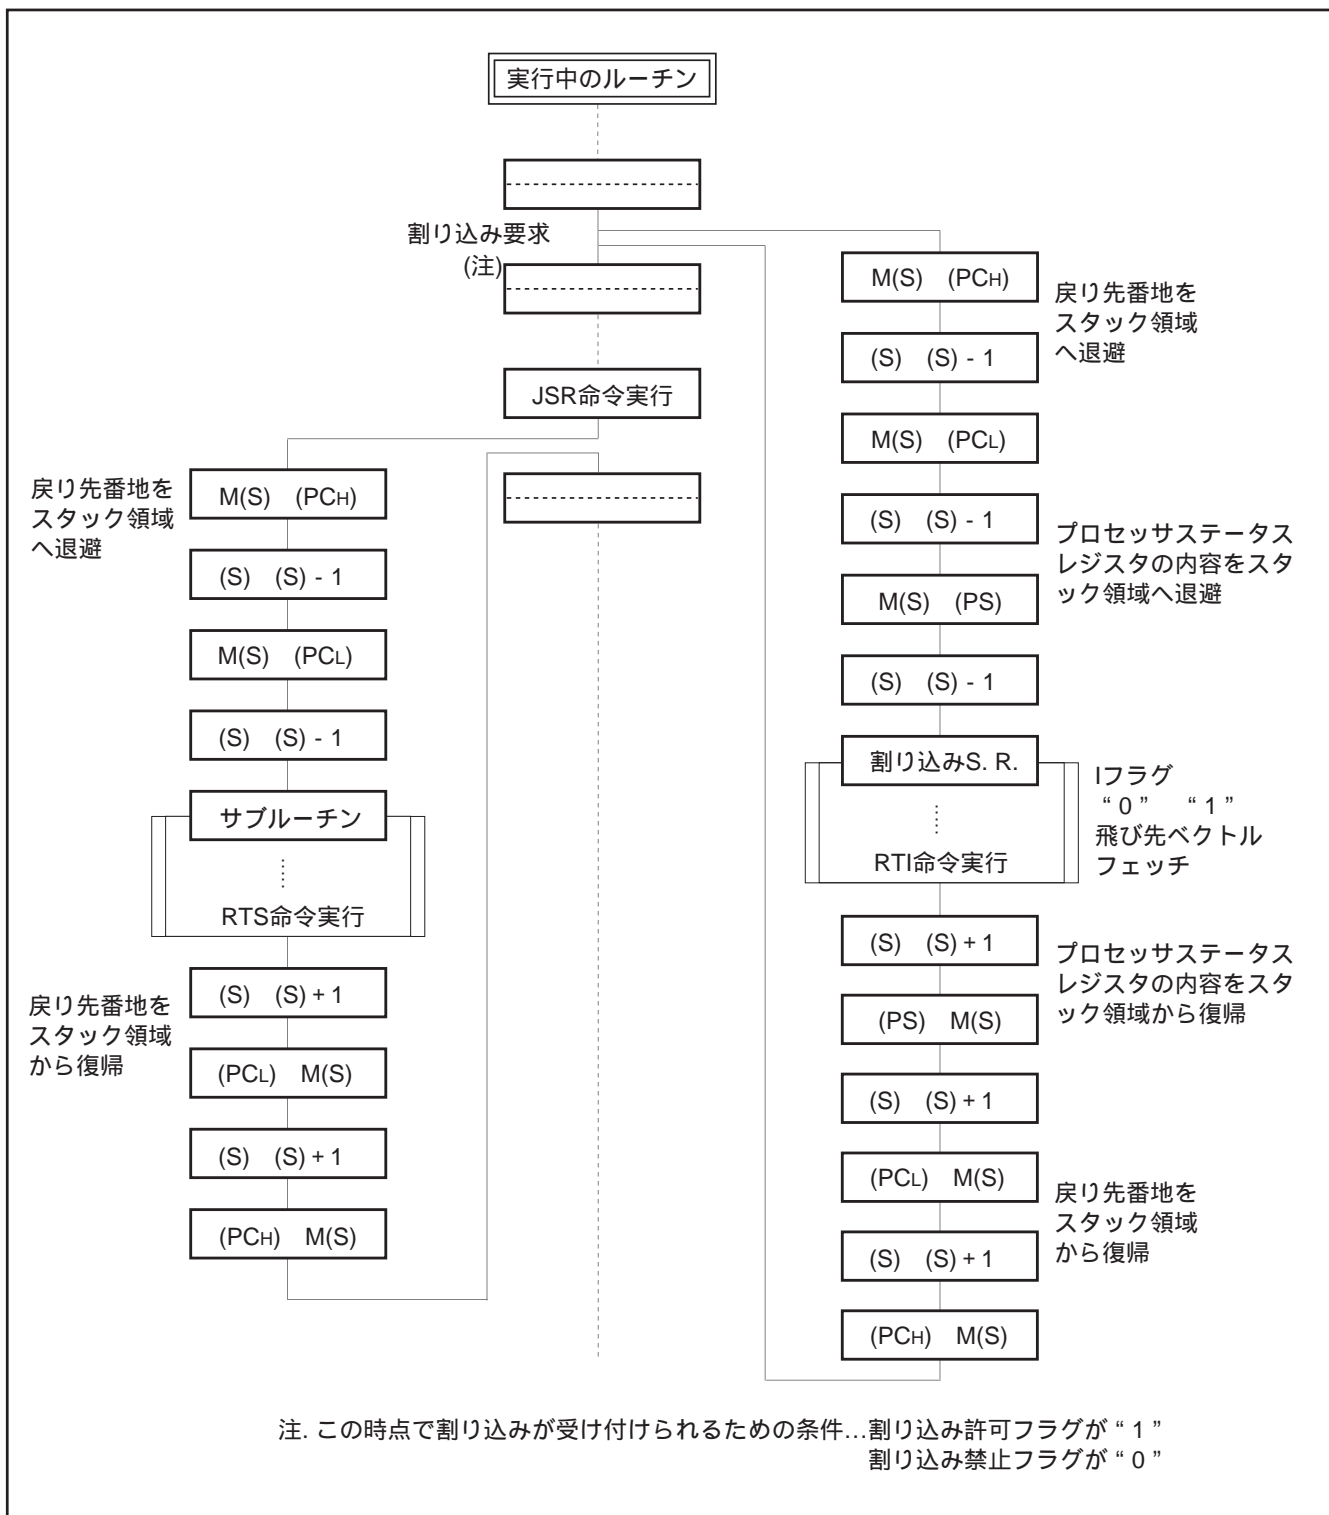 実行中のルーチン
割り込み要求
(注)
JSR命令実行
戻り先番地を
スタック領域
へ退避
M(S) (PCH)
(S) (S) - 1
M(S) (PCL)
(S) (S) - 1
サブルーチン
⋮
RTS命令実行
戻り先番地を
スタック領域
から復帰
(S) (S) + 1
(PCL) M(S)
(S) (S) + 1
(PCH) M(S)
M(S) (PCH)
(S) (S) - 1
M(S) (PCL)
(S) (S) - 1
M(S) (PS)
(S) (S) - 1
戻り先番地を
スタック領域
へ退避
プロセッサステータス
レジスタの内容をスタ
ック領域へ退避
割り込みS. R.
⋮
RTI命令実行
Iフラグ
“ 0 ” “ 1 ”
飛び先ベクトル
フェッチ
(S) (S) + 1
(PS) M(S)
(S) (S) + 1
(PCL) M(S)
(S) (S) + 1
(PCH) M(S)
プロセッサステータス
レジスタの内容をスタ
ック領域から復帰
戻り先番地を
スタック領域
から復帰
注. この時点で割り込みが受け付けられるための条件…割り込み許可フラグが “ 1 ”
割り込み禁止フラグが “ 0 ”